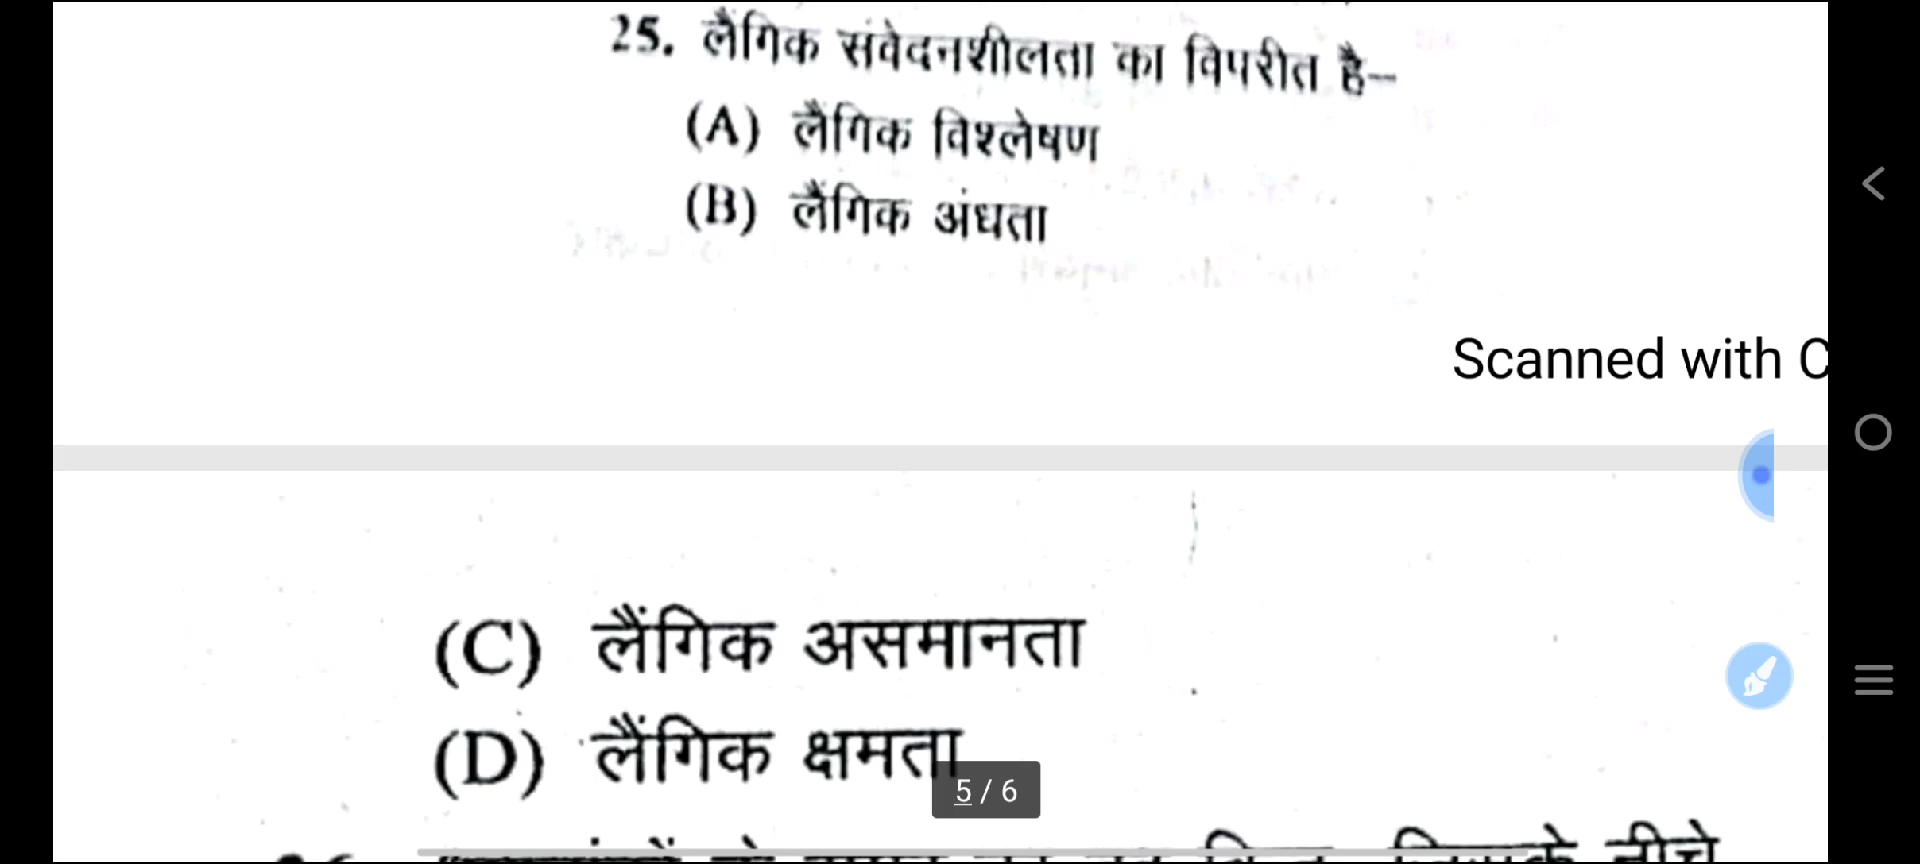 25. लैंगिक संवेदनशीलता का विपरीत है–
(A) लैंगिक विश्लेषण
(B) लैंगिक अंधता
Scanned with C
(C) लैंगिक असमानता
(D) लैंगिक क्षमता
5 / 6
नीचे